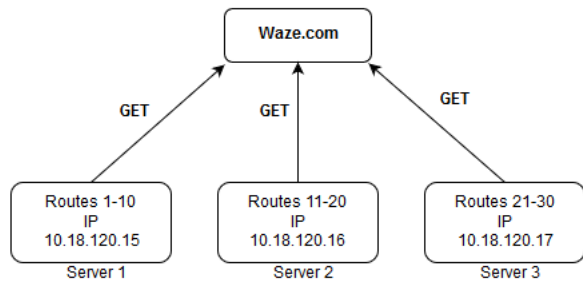 Waze.com
GET
GET
GET
Routes 1-10
IP
10.18.120.15
Server 1
Routes 11-20
IP
10.18.120.16
Server 2
Routes 21-30
IP
10.18.120.17
Server 3